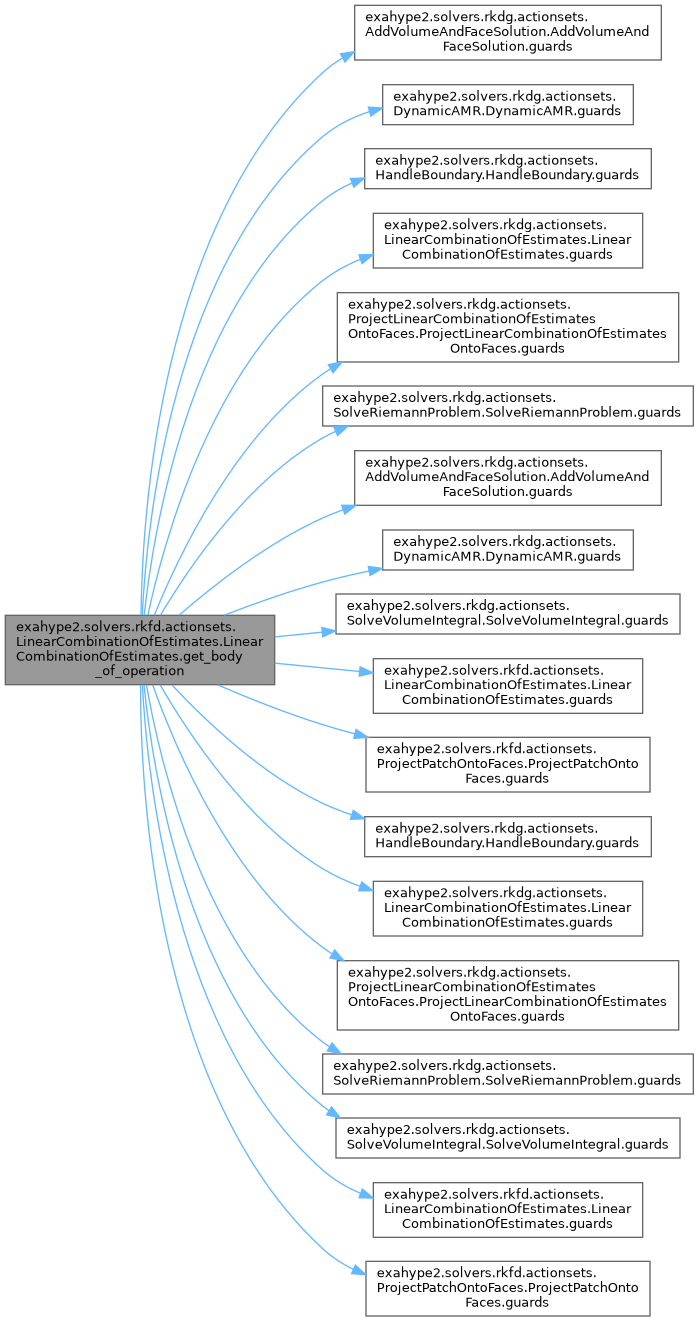 exahype2.solvers.rkfd.actionsets.
LinearCombinationOfEstimates.Linear
CombinationOfEstimates.get_body
_of_operation
exahype2.solvers.rkdg.actionsets.
AddVolumeAndFaceSolution.AddVolumeAnd
FaceSolution.guards
exahype2.solvers.rkdg.actionsets.
DynamicAMR.DynamicAMR.guards
exahype2.solvers.rkdg.actionsets.
HandleBoundary.HandleBoundary.guards
exahype2.solvers.rkdg.actionsets.
LinearCombinationOfEstimates.Linear
CombinationOfEstimates.guards
exahype2.solvers.rkdg.actionsets.
ProjectLinearCombinationOfEstimates
OntoFaces.ProjectLinearCombinationOfEstimates
OntoFaces.guards
exahype2.solvers.rkdg.actionsets.
SolveRiemannProblem.SolveRiemannProblem.guards
exahype2.solvers.rkdg.actionsets.
AddVolumeAndFaceSolution.AddVolumeAnd
FaceSolution.guards
exahype2.solvers.rkdg.actionsets.
DynamicAMR.DynamicAMR.guards
exahype2.solvers.rkdg.actionsets.
SolveVolumeIntegral.SolveVolumeIntegral.guards
exahype2.solvers.rkfd.actionsets.
LinearCombinationOfEstimates.Linear
CombinationOfEstimates.guards
exahype2.solvers.rkfd.actionsets.
ProjectPatchOntoFaces.ProjectPatchOnto
Faces.guards
exahype2.solvers.rkdg.actionsets.
HandleBoundary.HandleBoundary.guards
exahype2.solvers.rkdg.actionsets.
LinearCombinationOfEstimates.Linear
CombinationOfEstimates.guards
exahype2.solvers.rkdg.actionsets.
ProjectLinearCombinationOfEstimates
OntoFaces.ProjectLinearCombinationOfEstimates
OntoFaces.guards
exahype2.solvers.rkdg.actionsets.
SolveRiemannProblem.SolveRiemannProblem.guards
exahype2.solvers.rkdg.actionsets.
SolveVolumeIntegral.SolveVolumeIntegral.guards
exahype2.solvers.rkfd.actionsets.
LinearCombinationOfEstimates.Linear
CombinationOfEstimates.guards
exahype2.solvers.rkfd.actionsets.
ProjectPatchOntoFaces.ProjectPatchOnto
Faces.guards